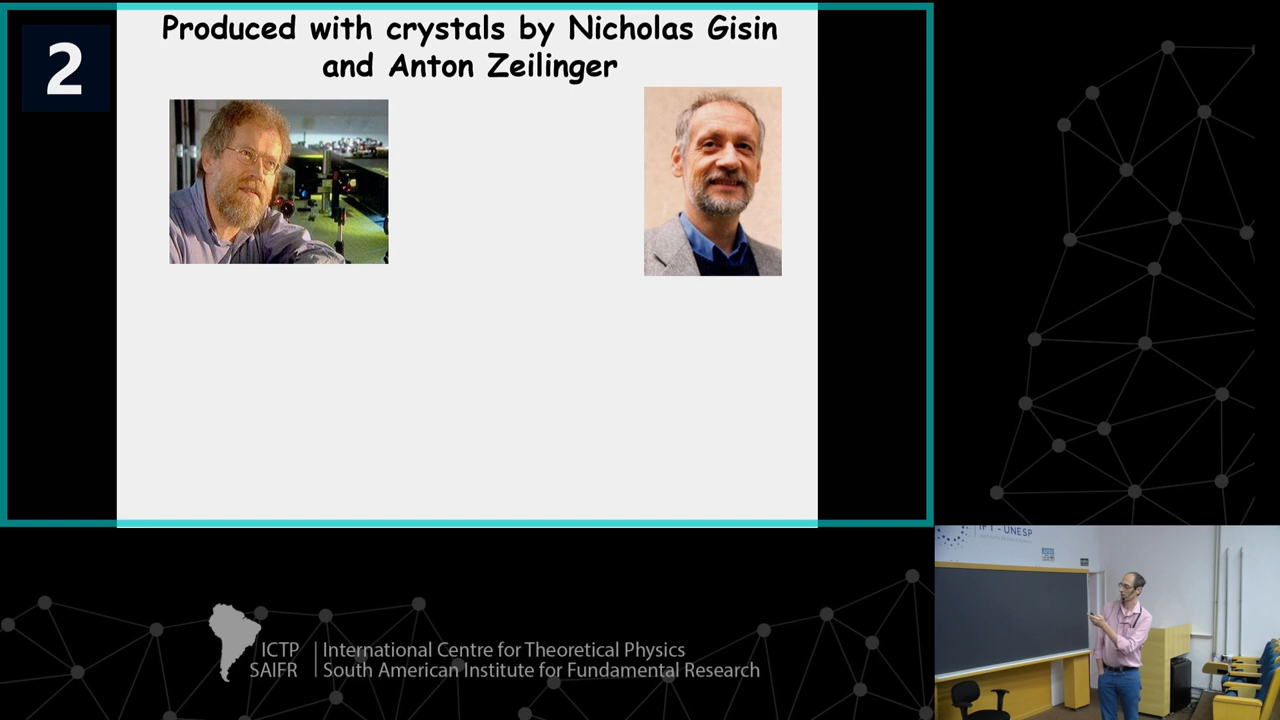 2
Produced with crystals by Nicholas Gisin
and Anton Zeilinger
ICTP
SAIFR
International Centre for Theoretical Physics
South American Institute for Fundamental Research
IFT - UNESP